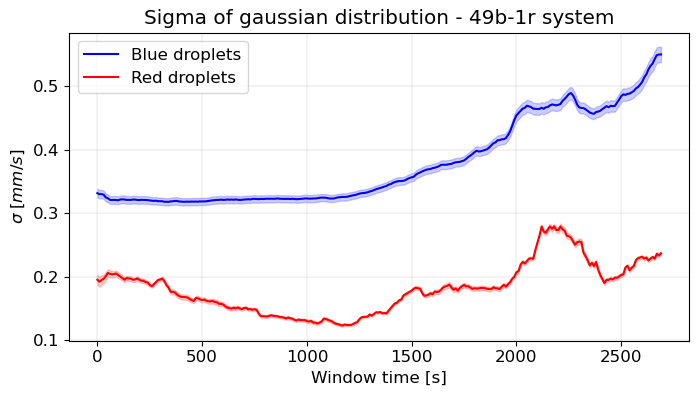 Sigma of gaussian distribution - 49b-1r system
Blue droplets
Red droplets
σ [mm/s]
0.5
0.4
0.3
0.2
0.1
0 500 1000 1500 2000 2500
Window time [s]